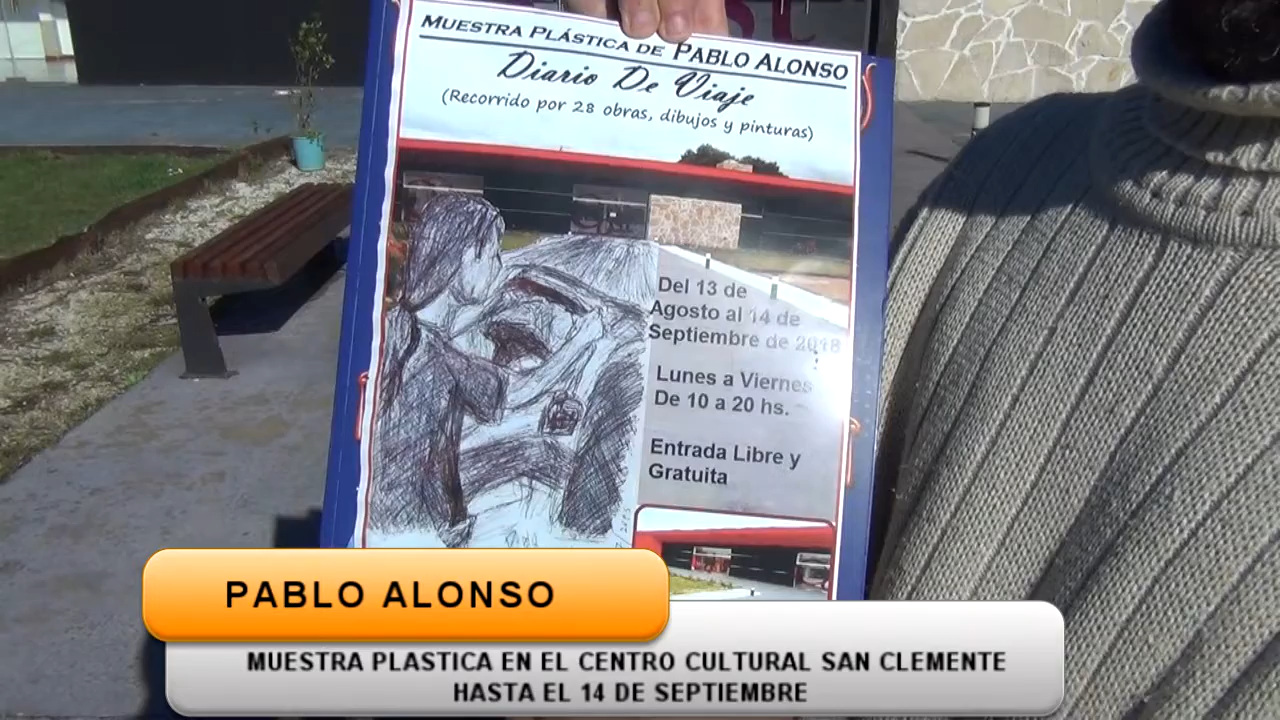 MUESTRA PLÁSTICA DE PABLO ALONSO
Diario De Viaje
(Recorrido por 28 obras, dibujos y pinturas)
Del 13 de
Agosto al 14 de
Septiembre de 2018
Lunes a Viernes
De 10 a 20 hs.
Entrada Libre y
Gratuita
PABLO ALONSO
MUESTRA PLASTICA EN EL CENTRO CULTURAL SAN CLEMENTE
HASTA EL 14 DE SEPTIEMBRE